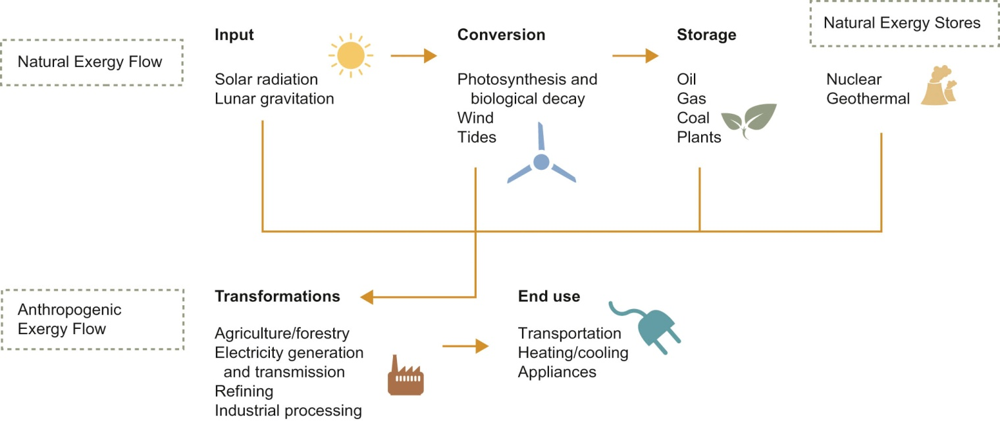 Natural Exergy Flow
Input
Solar radiation
Lunar gravitation
Conversion
Photosynthesis and
biological decay
Wind
Tides
Storage
Oil
Gas
Coal
Plants
Natural Exergy Stores
Nuclear
Geothermal
Anthropogenic
Exergy Flow
Transformations
Agriculture/forestry
Electricity generation
and transmission
Refining
Industrial processing
End use
Transportation
Heating/cooling
Appliances